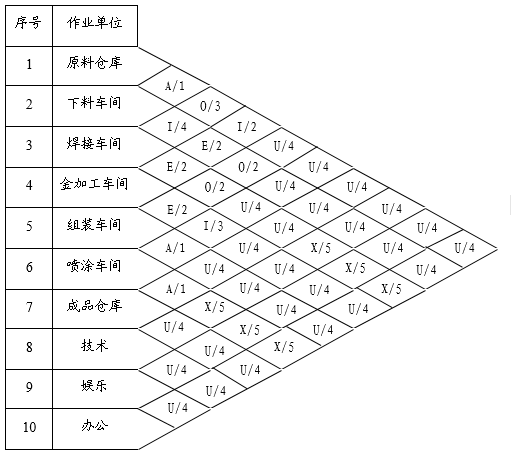 序号 作业单位
1 原料仓库
A/1
2 下料车间 O/3
I/4 I/2
3 焊接车间 E/2 U/4
E/2 O/2 U/4
4 金加工车间 O/2 U/4 U/4
E/2 U/4 U/4 U/4
5 组装车间 I/3 U/4 U/4 U/4
A/1 U/4 X/5 U/4 U/4
6 喷涂车间 U/4 U/4 X/5 U/4
A/1 U/4 U/4 X/5
7 成品仓库 X/5 U/4 U/4
U/4 X/5 U/4
8 技术 U/4 X/5
U/4 U/4
9 娱乐 U/4
U/4
10 办公